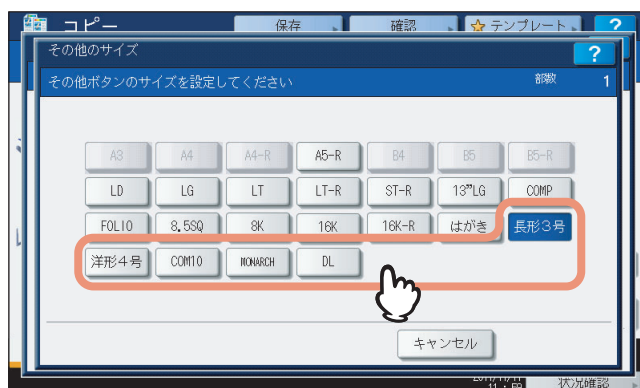 コピー 保存 確認 テンプレート ?
その他のサイズ ?
その他ボタンのサイズを設定してください 部数 1
A3 A4 A4-R A5-R B4 B5 B5-R
LD LG LT LT-R ST-R 13"LG COMP
FOLIO 8.5SQ 8K 16K 16K-R はがき 長形3号
洋形4号 COM10 MONARCH DL
キャンセル
状況確認